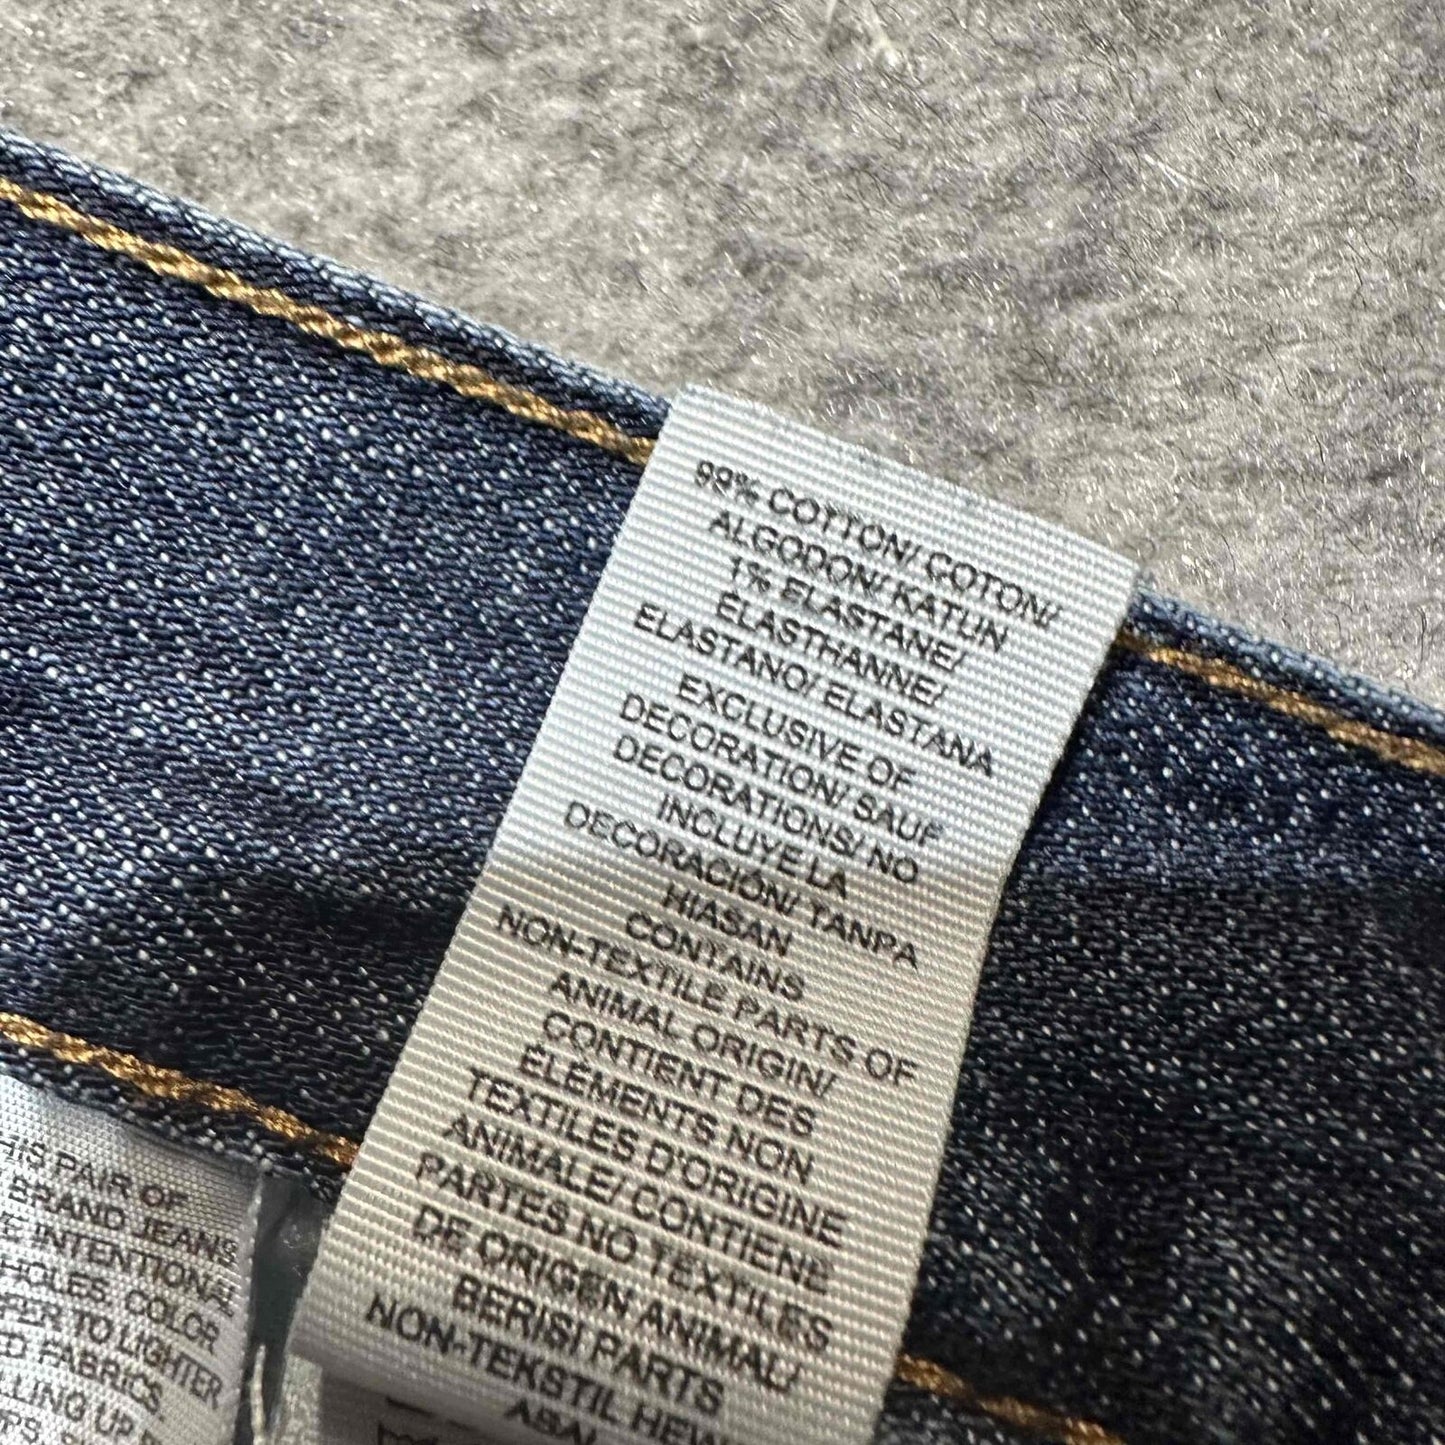 99% COTTON/ COTON/
ALGODON/ KATUN
1% ELASTANE/
ÉLASTHANNE/
ELASTANO/ ELASTANA
EXCLUSIVE OF
DECORATION/ SAUF
DECORATIONS/ NO
INCLUYE LA
DECORACIÓN/ TANPA
HIASAN
CONTAINS
NON-TEXTILE PARTS OF
ANIMAL ORIGIN/
CONTIENT DES
ÉLÉMENTS NON
TEXTILES D'ORIGINE
ANIMALE/ CONTIENE
PARTES NO TEXTILES
DE ORIGEN ANIMAL/
BERISI PARTS
NON-TEKSTIL HEW
ASAL
HIS PAIR OF
BRAND JEANS
INTENTIONA
HOLES, COLOR
TO LIGHTER
FABRICS.
UP